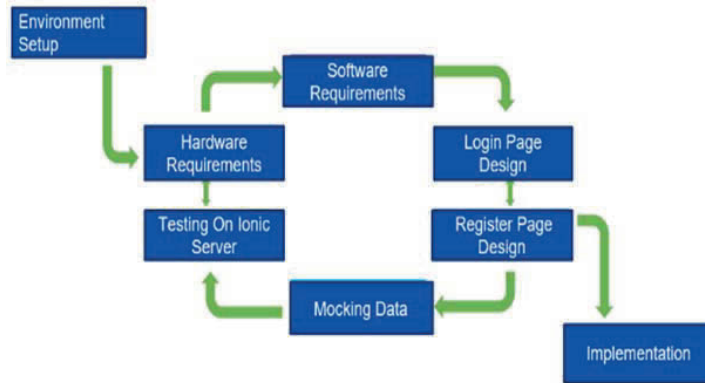 Environment
Setup
Software
Requirements
Hardware
Requirements
Login Page
Design
Testing On Ionic
Server
Register Page
Design
Mocking Data
Implementation